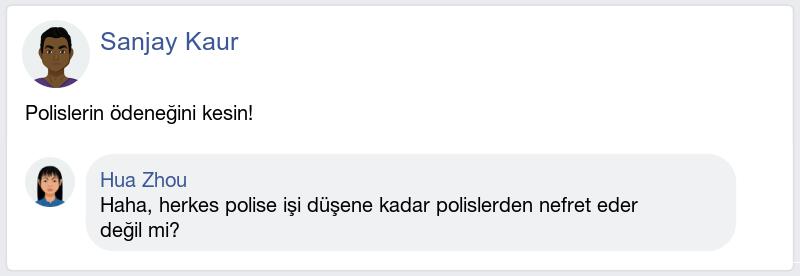 Sanjay Kaur
Polislerin ödeneğini kesin!
Hua Zhou
Haha, herkes polise işi düşene kadar polislerden nefret eder
değil mi?